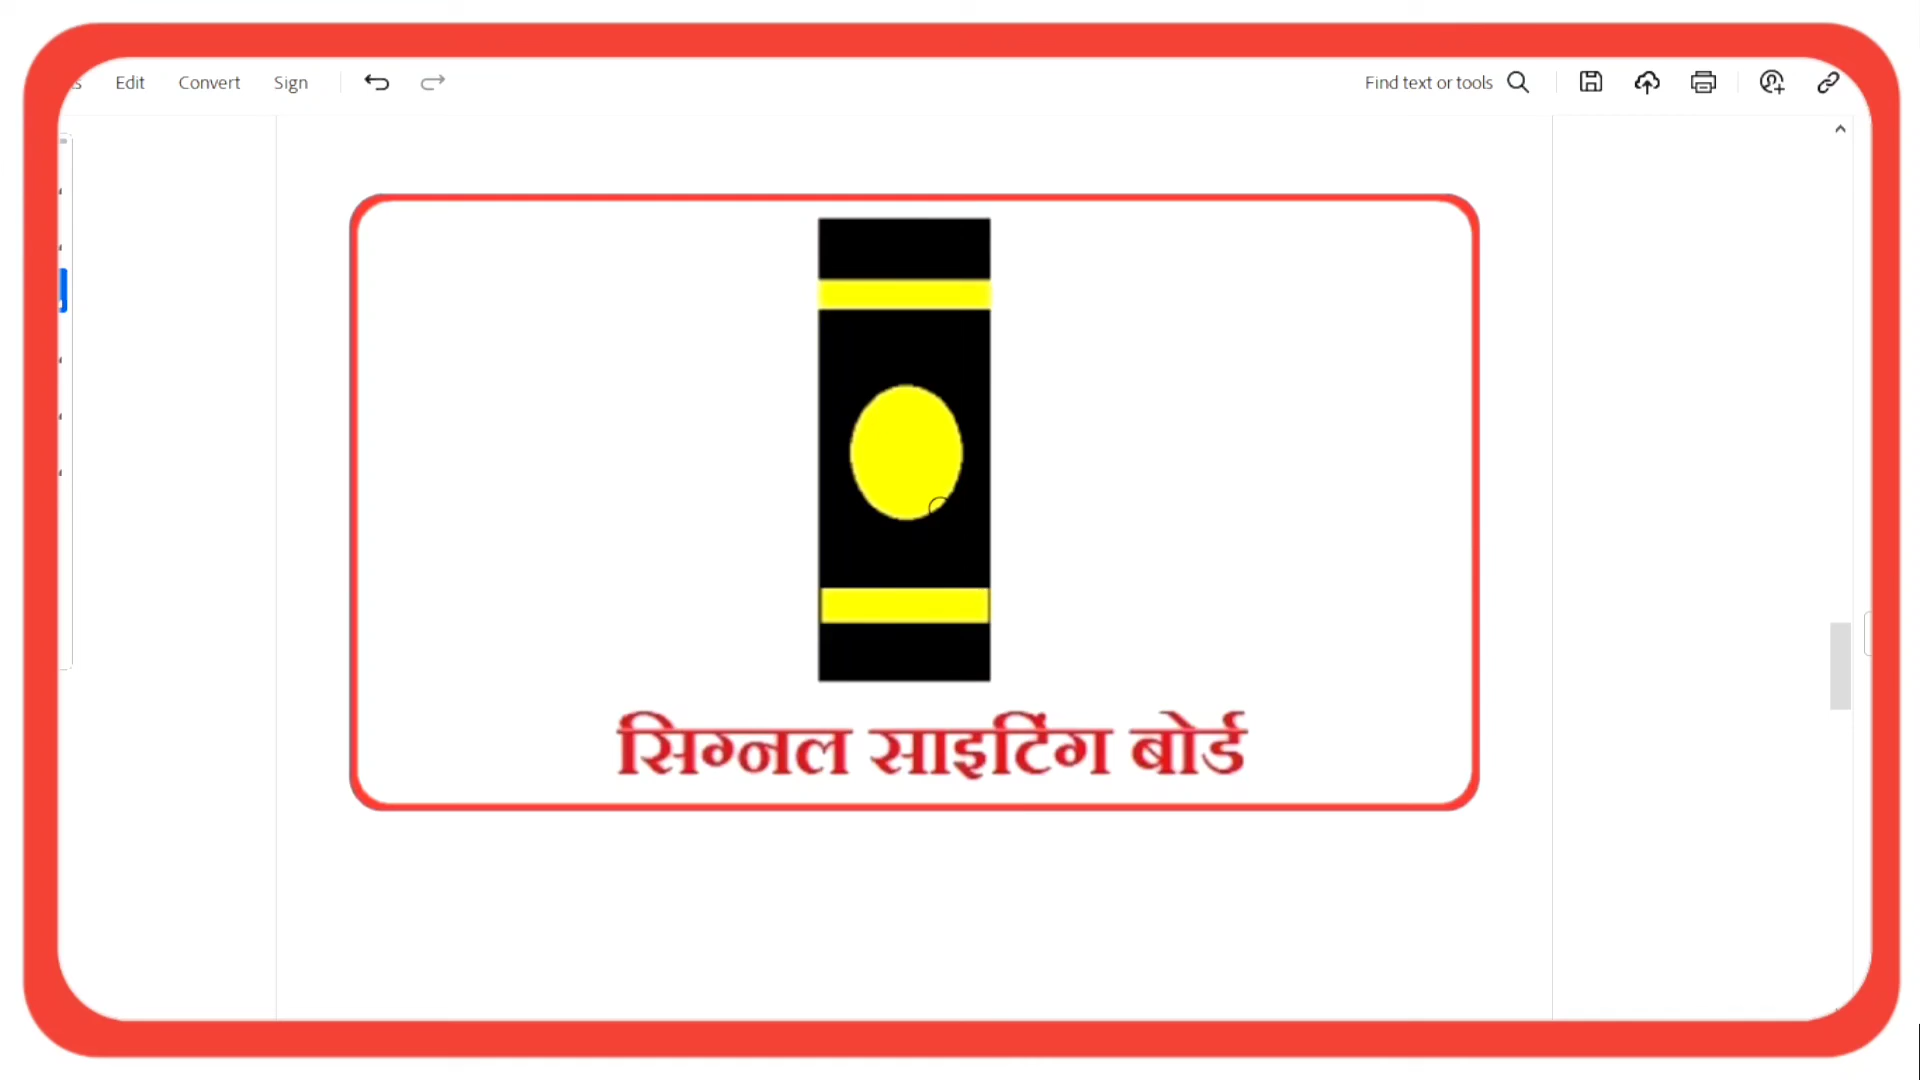 Edit Convert Sign Find text or tools
सिग्नल साइटिंग बोर्ड